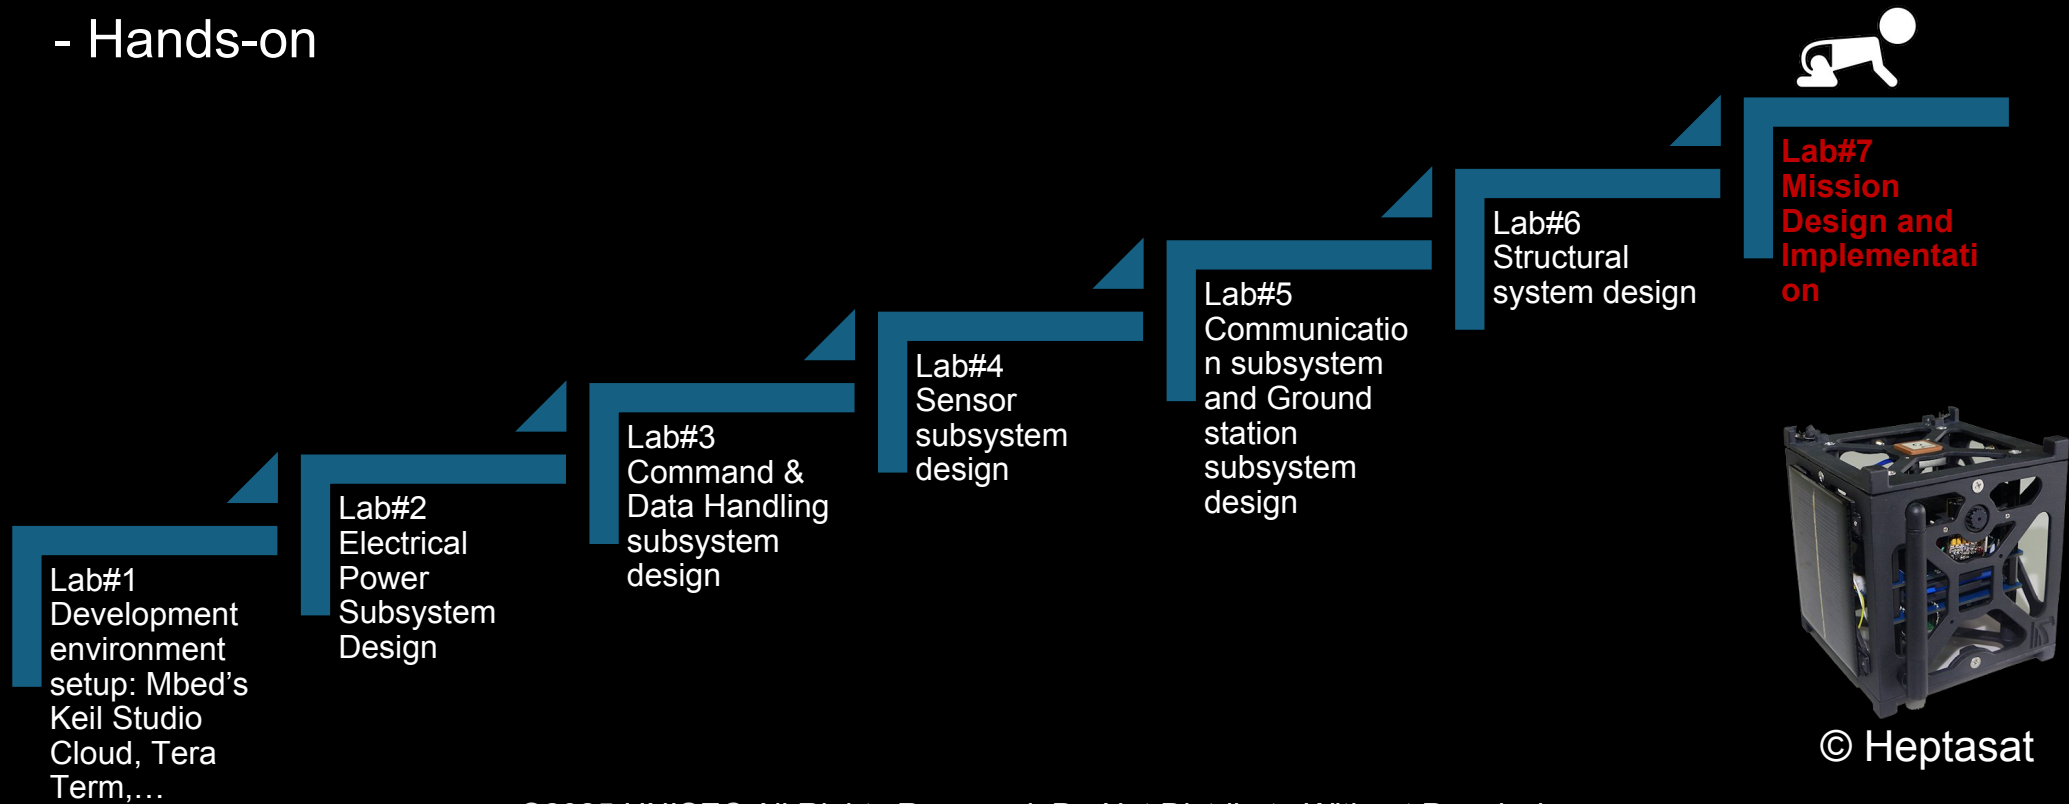 - Hands-on
Lab#1
Development
environment
setup: Mbed’s
Keil Studio
Cloud, Tera
Term,…
Lab#2
Electrical
Power
Subsystem
Design
Lab#3
Command &
Data Handling
subsystem
design
Lab#4
Sensor
subsystem
design
Lab#5
Communicatio
n subsystem
and Ground
station
subsystem
design
Lab#6
Structural
system design
Lab#7
Mission
Design and
Implementati
on
© Heptasat